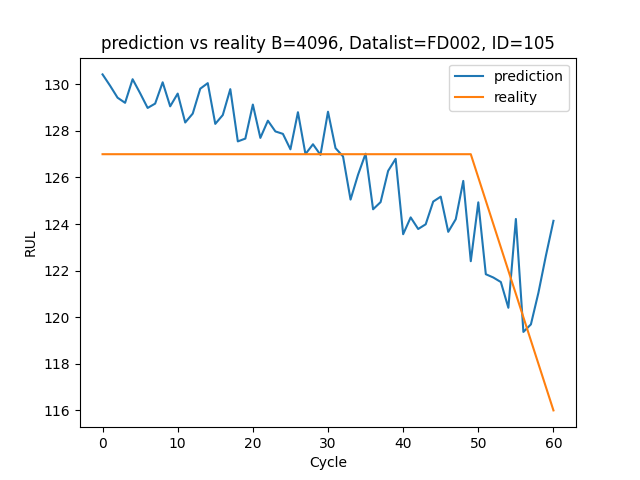 prediction vs reality B=4096, Datalist=FD002, ID=105
prediction
reality
RUL
130
128
126
124
122
120
118
116
0 10 20 30 40 50 60
Cycle